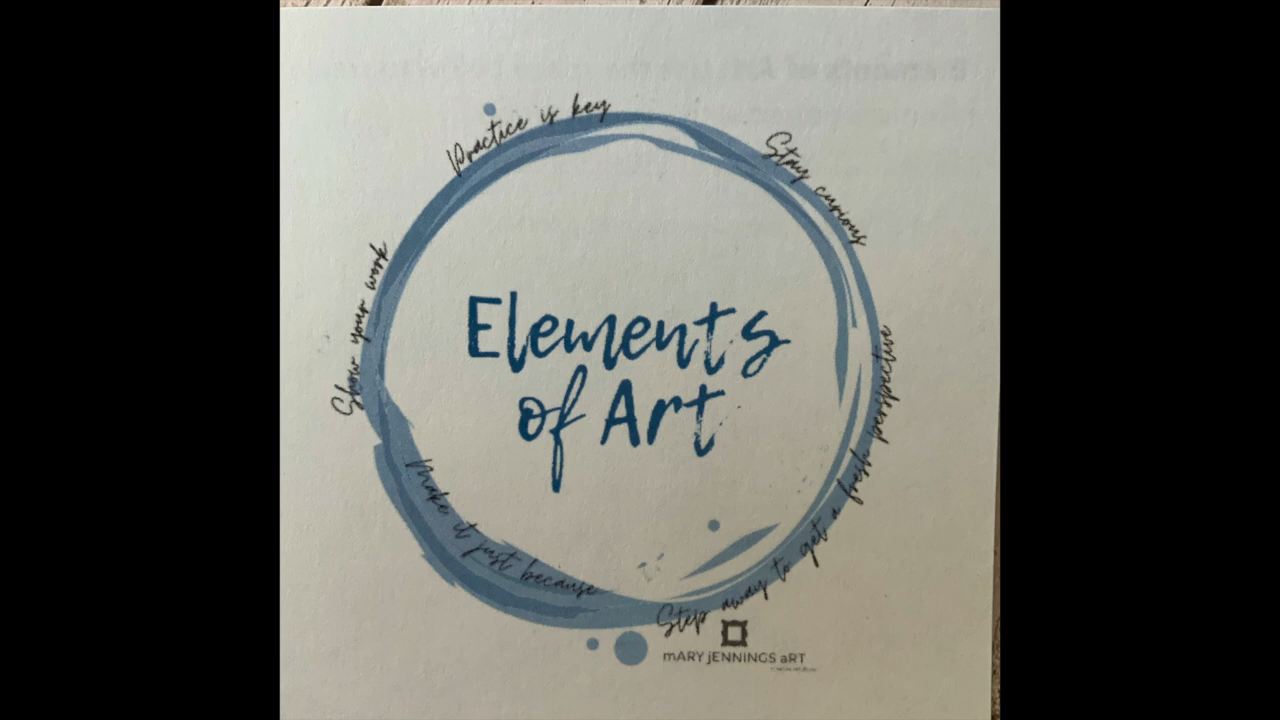 Practice is key
Stay curious
Show your work
Elements
of Art
Step away to get a fresh perspective
Make it just because
mARY jENNINGS aRT